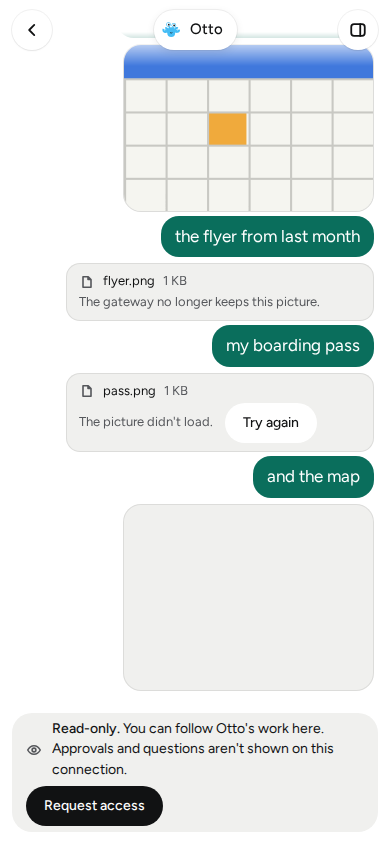 Otto
the flyer from last month
flyer.png 1 KB
The gateway no longer keeps this picture.
my boarding pass
pass.png 1 KB
The picture didn't load. Try again
and the map
Read-only. You can follow Otto's work here.
Approvals and questions aren't shown on this
connection.
Request access